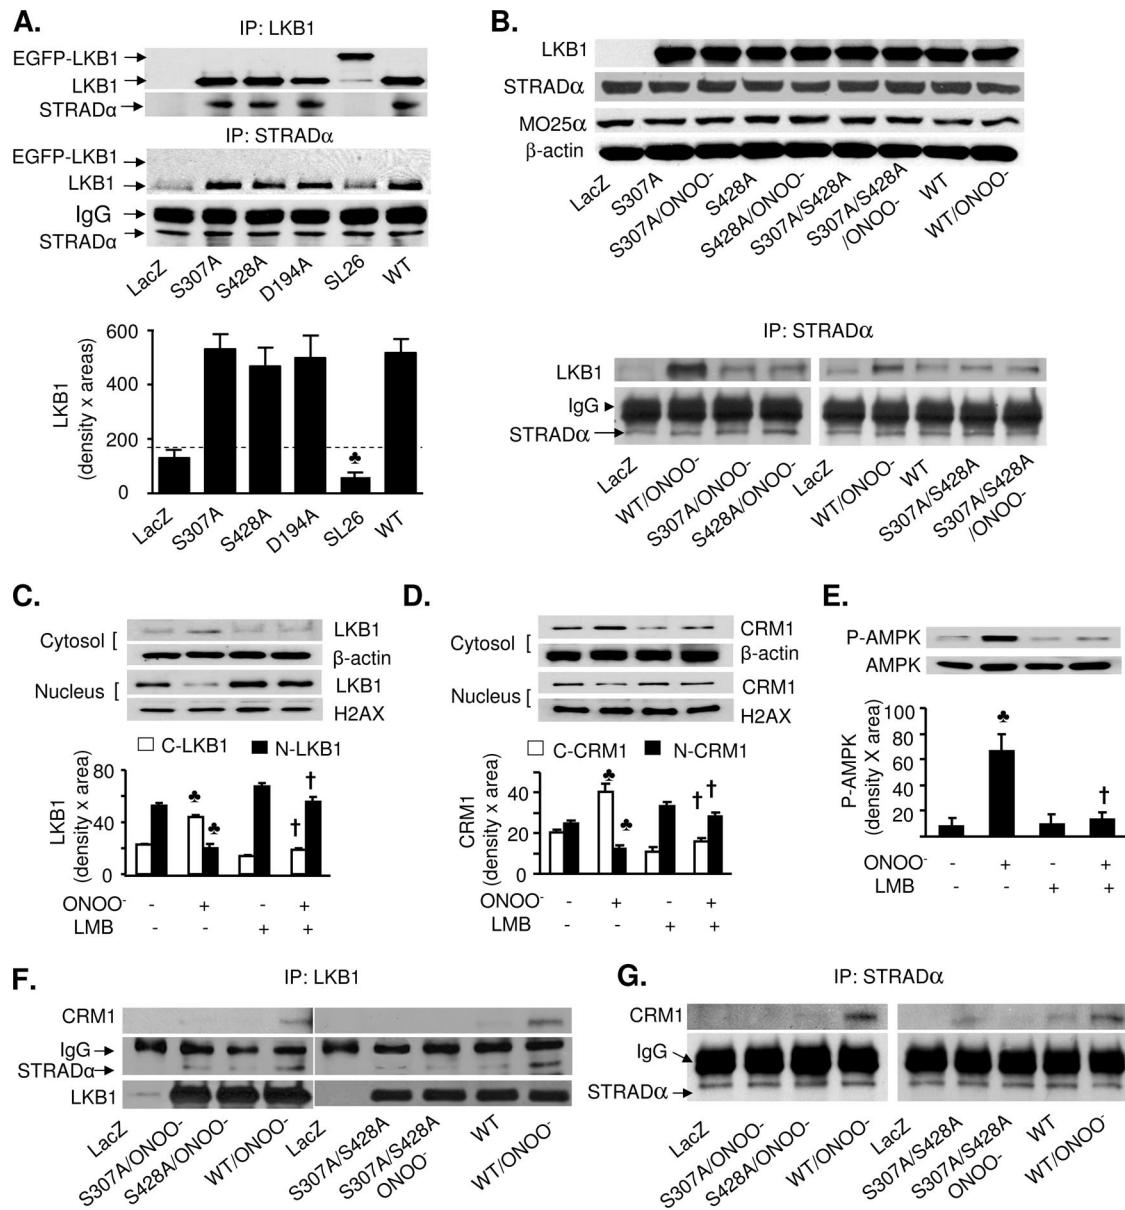 A.
IP: LKB1
EGFP-LKB1
LKB1
STRADα
IP: STRADα
EGFP-LKB1
LKB1
IgG
STRADα
LacZ
S307A
S428A
D194A
SL26
WT
LKB1
(density x areas)
600
400
200
0
♣
LacZ
S307A
S428A
D194A
SL26
WT
B.
LKB1
STRADα
MO25α
β-actin
LacZ
S307A
S307A/ONOO-
S428A
S428A/ONOO-
S307A/S428A
S307A/S428A
/ONOO-
WT
WT/ONOO-
IP: STRADα
LKB1
IgG
STRADα
LacZ
WT/ONOO-
S307A/ONOO-
S428A/ONOO-
LacZ
WT/ONOO-
WT
S307A/S428A
S307A/S428A
/ONOO-
C.
Cytosol [
LKB1
β-actin
Nucleus [
LKB1
H2AX
C-LKB1
N-LKB1
LKB1
(density x area)
80
40
0
♣
♣
†
†
ONOO⁻ - + - +
LMB - - + +
D.
Cytosol [
CRM1
β-actin
Nucleus [
CRM1
H2AX
C-CRM1
N-CRM1
CRM1
(density x area)
40
20
0
♣
♣
† †
ONOO⁻ - + - +
LMB - - + +
E.
P-AMPK
AMPK
P-AMPK
(density X area)
100
80
60
40
20
0
♣
†
ONOO⁻ - + - +
LMB - - + +
F.
IP: LKB1
CRM1
IgG
STRADα
LKB1
LacZ
S307A/ONOO-
S428A/ONOO-
WT/ONOO-
LacZ
S307A/S428A
S307A/S428A
ONOO-
WT
WT/ONOO-
G.
IP: STRADα
CRM1
IgG
STRADα
LacZ
S307A/ONOO-
S428A/ONOO-
WT/ONOO-
LacZ
S307A/S428A
S307A/S428A
ONOO-
WT
WT/ONOO-